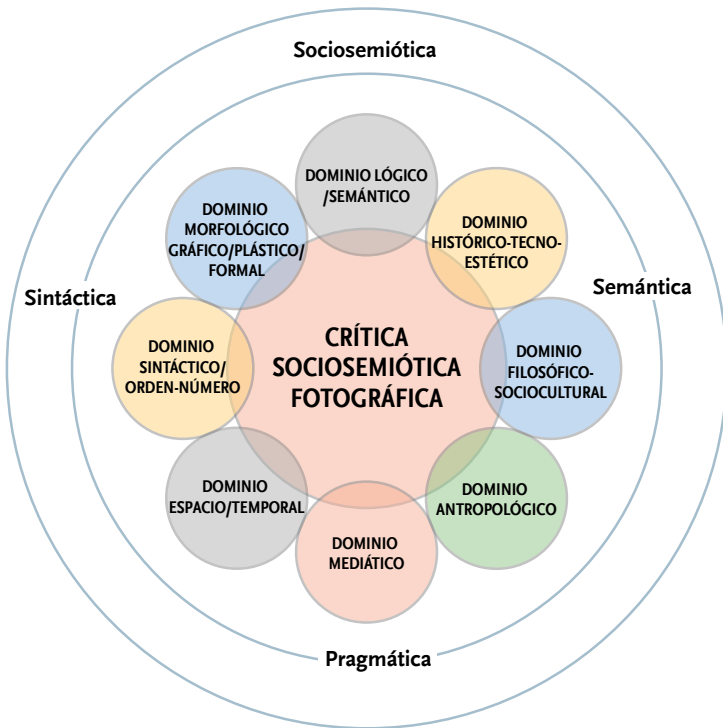 Sociosemiótica
DOMINIO LÓGICO
/SEMÁNTICO
DOMINIO
HISTÓRICO-TECNO-
ESTÉTICO
DOMINIO
MORFOLÓGICO
GRÁFICO/PLÁSTICO/
FORMAL
Sintáctica
Semántica
CRÍTICA
SOCIOSEMIÓTICA
FOTOGRÁFICA
DOMINIO
SINTÁCTICO/
ORDEN-NÚMERO
DOMINIO
FILOSÓFICO-
SOCIOCULTURAL
DOMINIO
ESPACIO/TEMPORAL
DOMINIO
ANTROPOLÓGICO
DOMINIO
MEDIÁTICO
Pragmática